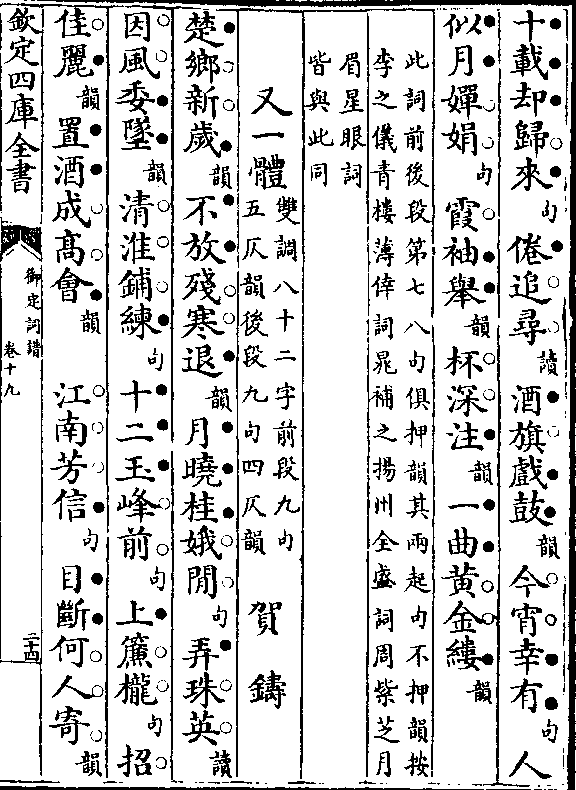 十載却歸來句倦追尋讀酒旗戲鼓韻今宵幸有句人
似月嬋娟句霞袖舉韻杯深注韻一曲黄金縷韻
此詞前後段第七八句俱押韻其兩起句不押韻按
李之儀青樓薄倖詞晁補之揚州全盛詞周紫芝月
眉星眼詞
皆與此同
又一體雙調八十二字前段九句
五仄韻後段九句四仄韻
賀鑄
楚鄉新歲韻不放殘寒退韻月曉桂娥閒句弄珠英讀
因風委墜韻清淮鋪練句十二玉峰前句上簾櫳句招
佳麗韻置酒成髙會韻 江南芳信句目斷何人寄韻
欽定四庫全書
御定詞譜
卷十九
二十四